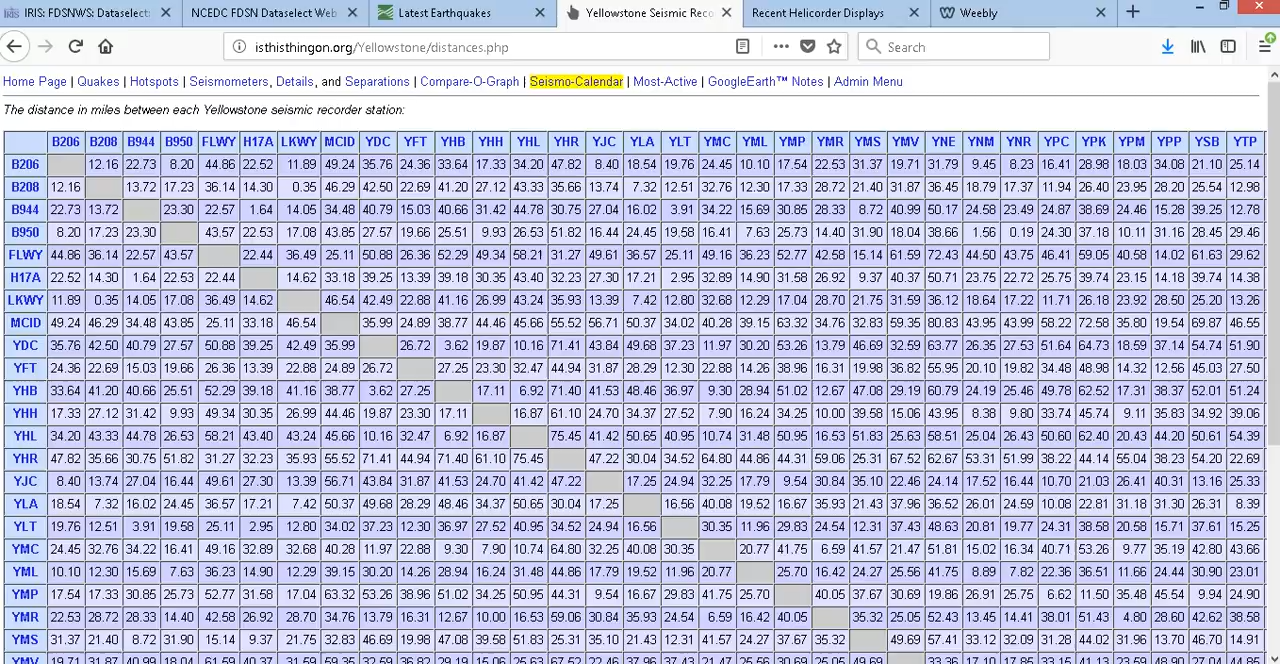 IRIS: FDSNWS: Dataselect:
NCEDC FDSN Dataselect Web
Latest Earthquakes
Yellowstone Seismic Reco
Recent Helicorder Displays
Weebly
isthisthingon.org/Yellowstone/distances.php
Search
Home Page | Quakes | Hotspots | Seismometers, Details, and Separations | Compare-O-Graph | Seismo-Calendar | Most-Active | GoogleEarth™ Notes | Admin Menu
The distance in miles between each Yellowstone seismic recorder station:
B206 B208 B944 B950 FLWY H17A LKWY MCID YDC YFT YHB YHH YHL YHR YJC YLA YLT YMC YML YMP YMR YMS YMV YNE YNM YNR YPC YPK YPM YPP YSB YTP
B206 12.16 22.73 8.20 44.86 22.52 11.89 49.24 35.76 24.36 33.64 17.33 34.20 47.82 8.40 18.54 19.76 24.45 10.10 17.54 22.53 31.37 19.71 31.79 9.45 8.23 16.41 28.98 18.03 34.08 21.10 25.14
B208 12.16 13.72 17.23 36.14 14.30 0.35 46.29 42.50 22.69 41.20 27.12 43.33 35.66 13.74 7.32 12.51 32.76 12.30 17.33 28.72 21.40 31.87 36.45 18.79 17.37 11.94 26.40 23.95 28.20 25.54 12.98
B944 22.73 13.72 23.30 22.57 1.64 14.05 34.48 40.79 15.03 40.66 31.42 44.78 30.75 27.04 16.02 3.91 34.22 15.69 30.85 28.33 8.72 40.99 50.17 24.58 23.49 24.87 38.69 24.46 15.28 39.25 12.78
B950 8.20 17.23 23.30 43.57 22.53 17.08 43.85 27.57 19.66 25.51 9.93 26.53 51.82 16.44 24.45 19.58 16.41 7.63 25.73 14.40 31.90 18.04 38.66 1.56 0.19 24.30 37.18 10.11 31.16 28.45 29.46
FLWY 44.86 36.14 22.57 43.57 22.44 36.49 25.11 50.88 26.36 52.29 49.34 58.21 31.27 49.61 36.57 25.11 49.16 36.23 52.77 42.58 15.14 61.59 72.43 44.50 43.75 46.41 59.05 40.58 14.02 61.63 29.62
H17A 22.52 14.30 1.64 22.53 22.44 14.62 33.18 39.25 13.39 39.18 30.35 43.40 32.23 27.30 17.21 2.95 32.89 14.90 31.58 26.92 9.37 40.37 50.71 23.75 22.72 25.75 39.74 23.15 14.18 39.74 14.38
LKWY 11.89 0.35 14.05 17.08 36.49 14.62 46.54 42.49 22.88 41.16 26.99 43.24 35.93 13.39 7.42 12.80 32.68 12.29 17.04 28.70 21.75 31.59 36.12 18.64 17.22 11.71 26.18 23.92 28.50 25.20 13.26
MCID 49.24 46.29 34.48 43.85 25.11 33.18 46.54 35.99 24.89 38.77 44.46 45.66 55.52 56.71 50.37 34.02 40.28 39.15 63.32 34.76 32.83 59.35 80.83 43.95 43.99 58.22 72.58 35.80 19.54 69.87 46.55
YDC 35.76 42.50 40.79 27.57 50.88 39.25 42.49 35.99 26.72 3.62 19.87 10.16 71.41 43.84 49.68 37.23 11.97 30.20 53.26 13.79 46.69 32.59 63.77 26.35 27.53 51.64 64.73 18.59 37.14 54.74 51.90
YFT 24.36 22.69 15.03 19.66 26.36 13.39 22.88 24.89 26.72 27.25 23.30 32.47 44.94 31.87 28.29 12.30 22.88 14.26 38.96 16.31 19.98 36.82 55.95 20.10 19.82 34.48 48.98 14.32 12.56 45.03 27.50
YHB 33.64 41.20 40.66 25.51 52.29 39.18 41.16 38.77 3.62 27.25 17.11 6.92 71.40 41.53 48.46 36.97 9.30 28.94 51.02 12.67 47.08 29.19 60.79 24.19 25.46 49.78 62.52 17.31 38.37 52.01 51.24
YHH 17.33 27.12 31.42 9.93 49.34 30.35 26.99 44.46 19.87 23.30 17.11 16.87 61.10 24.70 34.37 27.52 7.90 16.24 34.25 10.00 39.58 15.06 43.95 8.38 9.80 33.74 45.74 9.11 35.83 34.92 39.06
YHL 34.20 43.33 44.78 26.53 58.21 43.40 43.24 45.66 10.16 32.47 6.92 16.87 75.45 41.42 50.65 40.95 10.74 31.48 50.95 16.53 51.83 25.63 58.51 25.04 26.43 50.60 62.40 20.43 44.20 50.61 54.39
YHR 47.82 35.66 30.75 51.82 31.27 32.23 35.93 55.52 71.41 44.94 71.40 61.10 75.45 47.22 30.04 34.52 64.80 44.86 44.31 59.06 25.31 67.52 62.67 53.31 51.99 38.22 44.14 55.04 38.23 54.20 22.69
YJC 8.40 13.74 27.04 16.44 49.61 27.30 13.39 56.71 43.84 31.87 41.53 24.70 41.42 47.22 17.25 24.94 32.25 17.79 9.54 30.84 35.10 22.46 24.14 17.52 16.44 10.70 21.03 26.41 40.31 13.16 25.33
YLA 18.54 7.32 16.02 24.45 36.57 17.21 7.42 50.37 49.68 28.29 48.46 34.37 50.65 30.04 17.25 16.56 40.08 19.52 16.67 35.93 21.43 37.96 36.52 26.01 24.59 10.08 22.81 31.18 31.30 26.31 8.39
YLT 19.76 12.51 3.91 19.58 25.11 2.95 12.80 34.02 37.23 12.30 36.97 27.52 40.95 34.52 24.94 16.56 30.35 11.96 29.83 24.54 12.31 37.43 48.63 20.81 19.77 24.31 38.58 20.58 15.71 37.61 15.25
YMC 24.45 32.76 34.22 16.41 49.16 32.89 32.68 40.28 11.97 22.88 9.30 7.90 10.74 64.80 32.25 40.08 30.35 20.77 41.75 6.59 41.57 21.47 51.81 15.02 16.34 40.71 53.26 9.77 35.19 42.80 43.66
YML 10.10 12.30 15.69 7.63 36.23 14.90 12.29 39.15 30.20 14.26 28.94 16.24 31.48 44.86 17.79 19.52 11.96 20.77 25.70 16.42 24.27 25.56 41.75 8.89 7.82 22.36 36.51 11.66 24.44 30.90 23.01
YMP 17.54 17.33 30.85 25.73 52.77 31.58 17.04 63.32 53.26 38.96 51.02 34.25 50.95 44.31 9.54 16.67 29.83 41.75 25.70 40.05 37.67 30.69 19.86 26.91 25.75 6.62 11.50 35.48 45.54 9.94 24.90
YMR 22.53 28.72 28.33 14.40 42.58 26.92 28.70 34.76 13.79 16.31 12.67 10.00 16.53 59.06 30.84 35.93 24.54 6.59 16.42 40.05 35.32 25.05 52.43 13.45 14.41 38.01 51.43 4.80 28.60 42.62 38.58
YMS 31.37 21.40 8.72 31.90 15.14 9.37 21.75 32.83 46.69 19.98 47.08 39.58 51.83 25.31 35.10 21.43 12.31 41.57 24.27 37.67 35.32 49.69 57.41 33.12 32.09 31.28 44.02 31.96 13.70 46.70 14.91
YMV 19.71 31.87 40.99 18.04 61.59 40.37 31.59 59.35 32.59 36.82 29.19 15.06 25.63 67.52 22.46 37.96 37.43 21.47 25.56 30.69 25.05 49.69 33.36 17.10 17.85